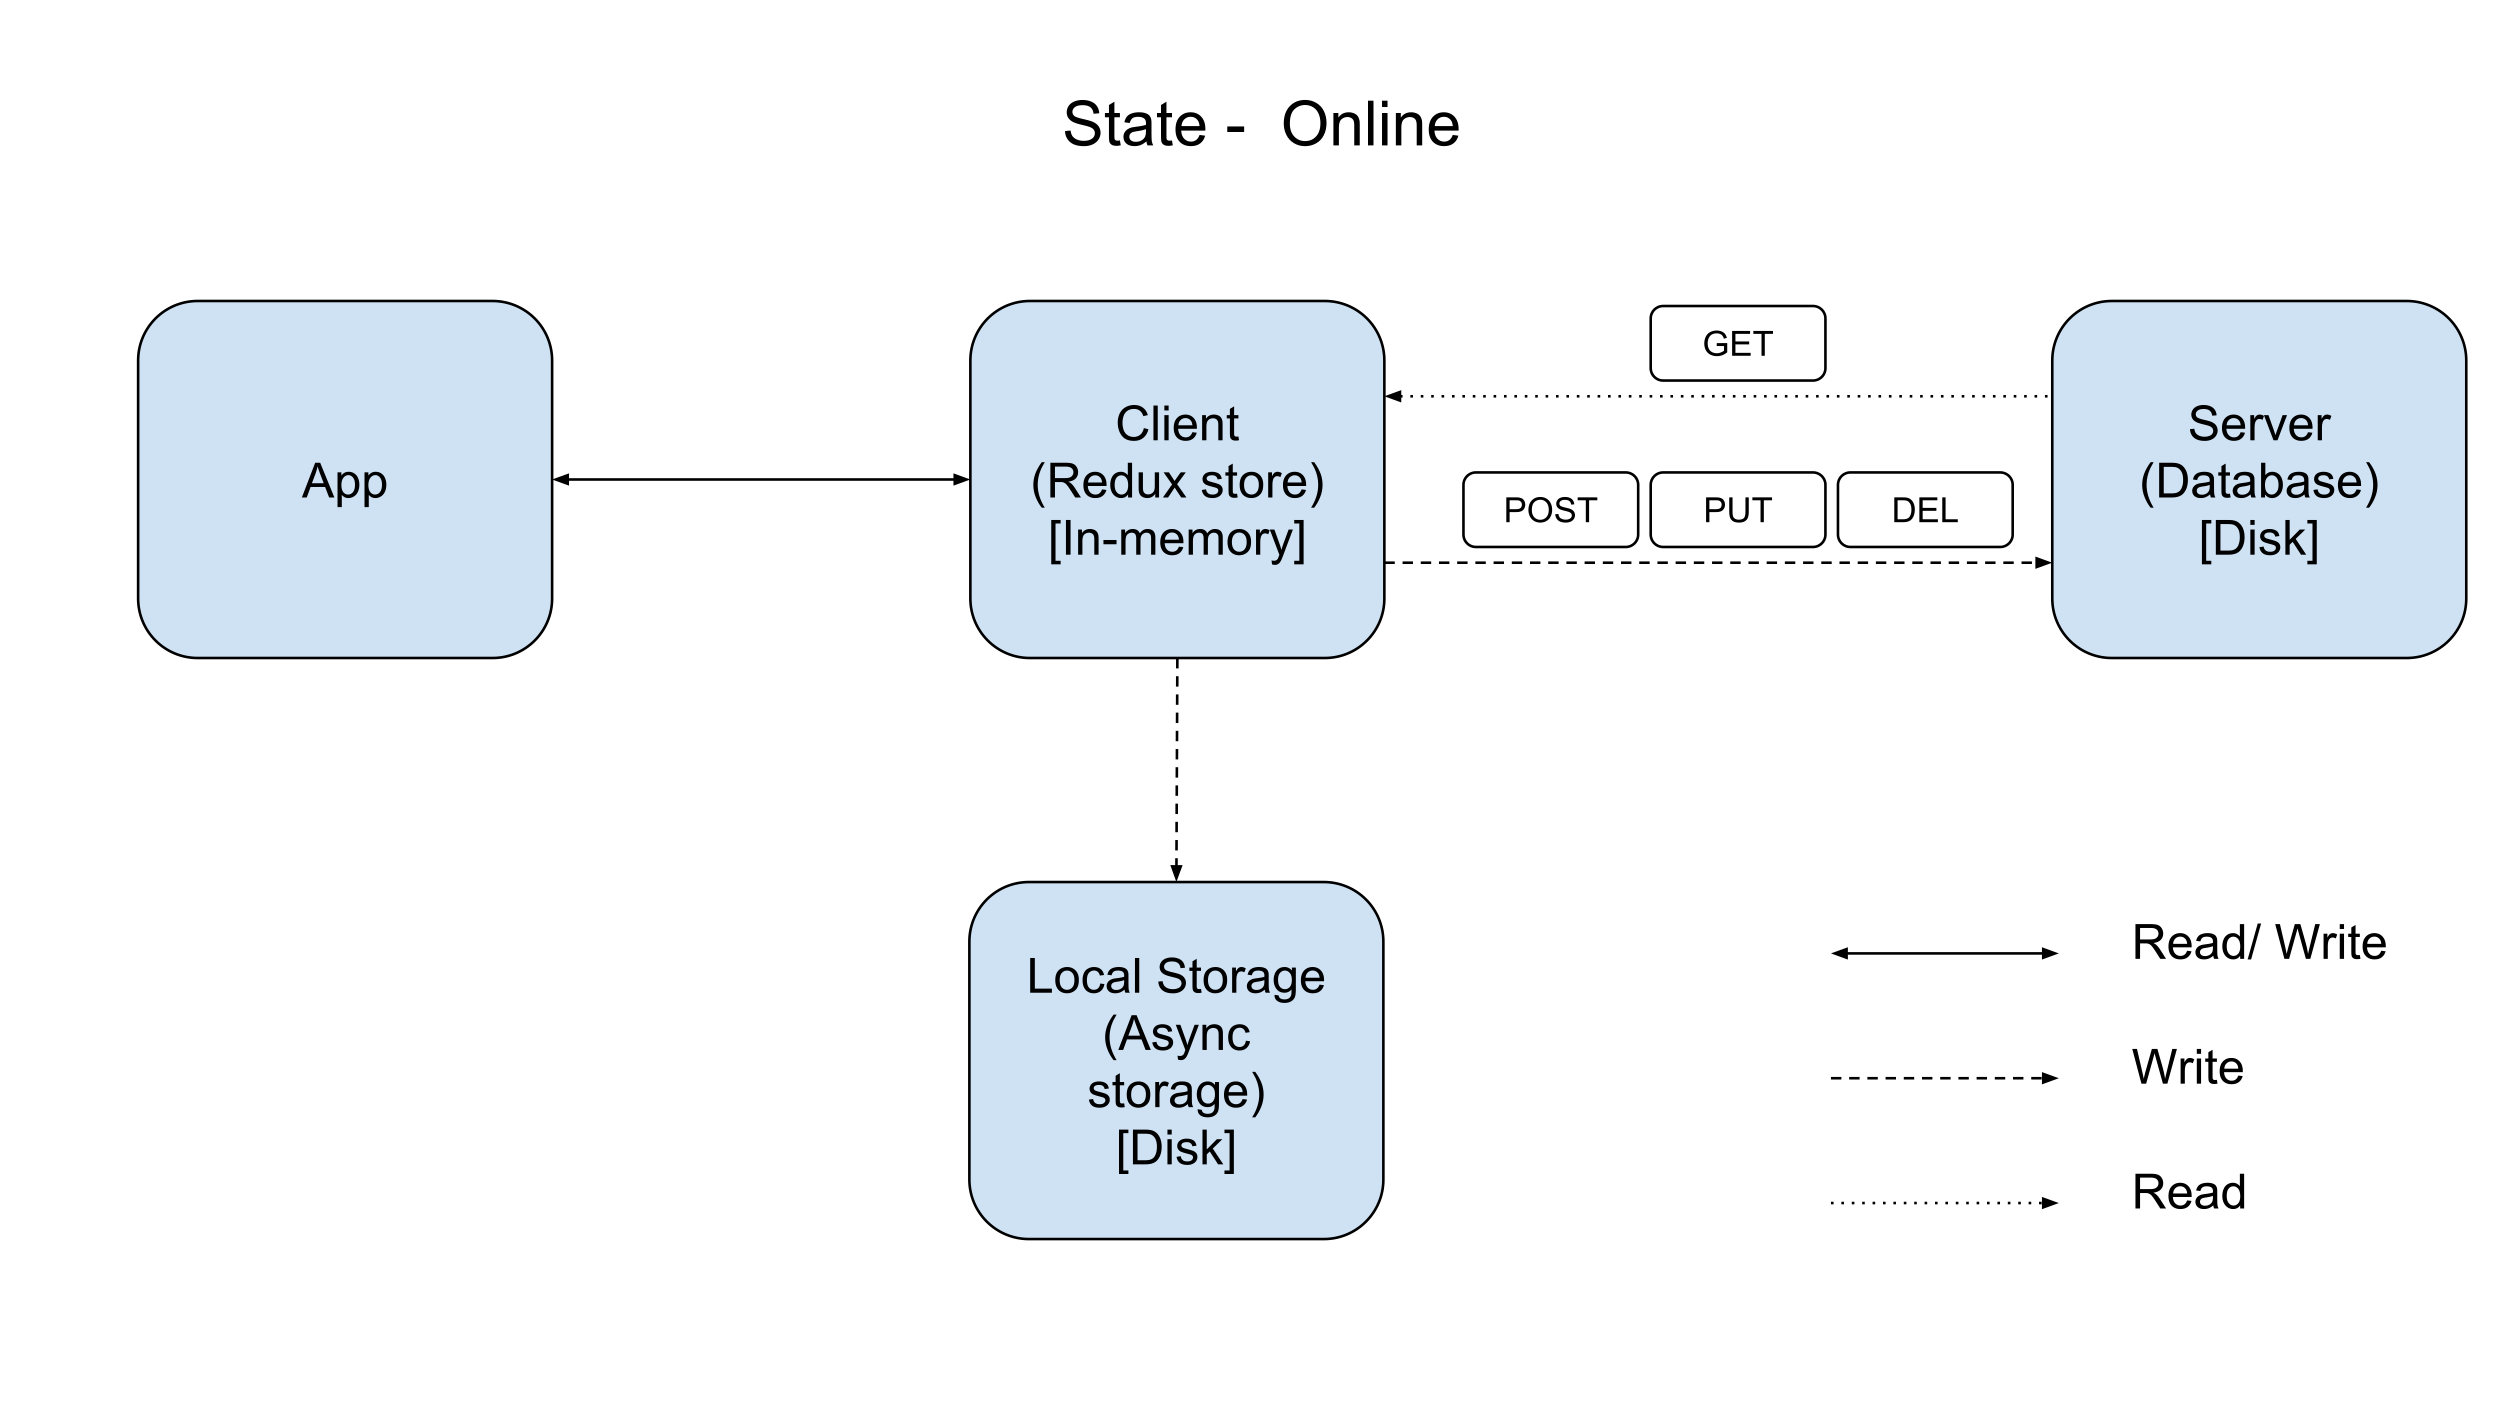 State -  Online
App
Client
(Redux store)
[In-memory]
GET
POST
PUT
DEL
Server
(Database)
[Disk]
Local Storage
(Async
storage)
[Disk]
Read/ Write
Write
Read